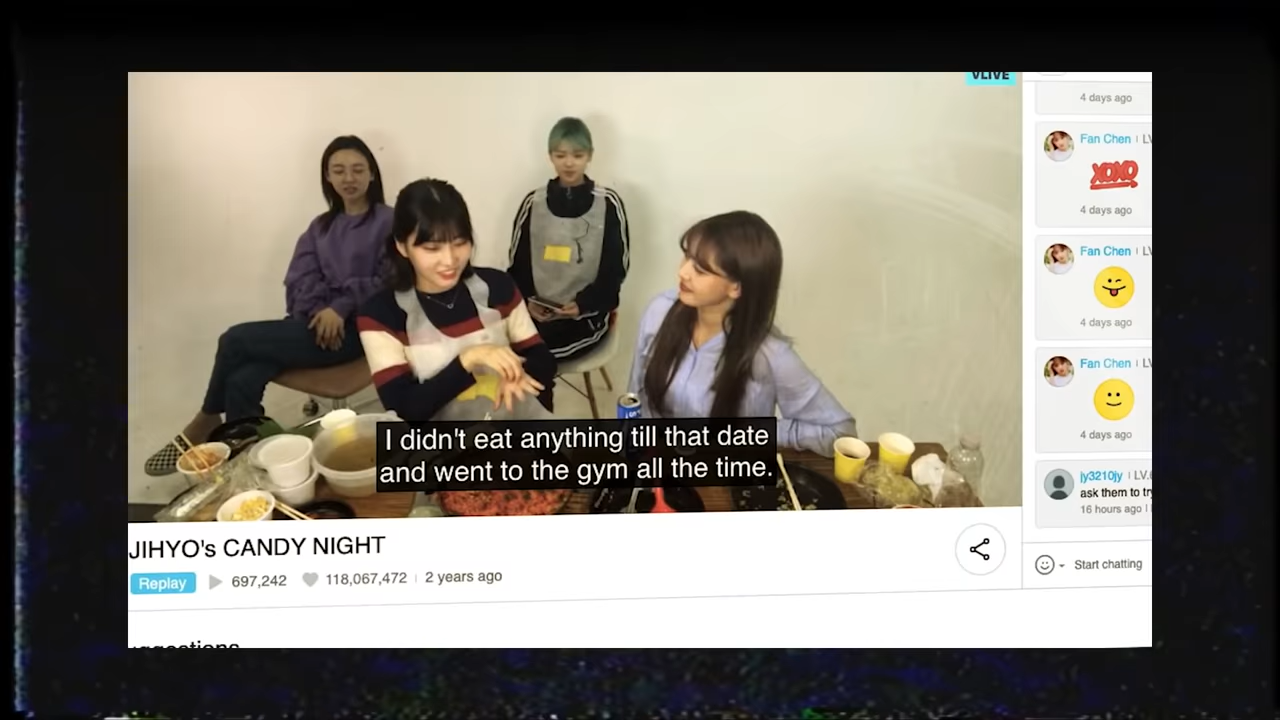 VLIVE
4 days ago
Fan Chen
XOXO
4 days ago
Fan Chen
4 days ago
Fan Chen
4 days ago
jy3210jy
ask them to
16 hours ago
Start chatting
I didn't eat anything till that date
and went to the gym all the time.
JIHYO's CANDY NIGHT
Replay 697,242 118,067,472 2 years ago